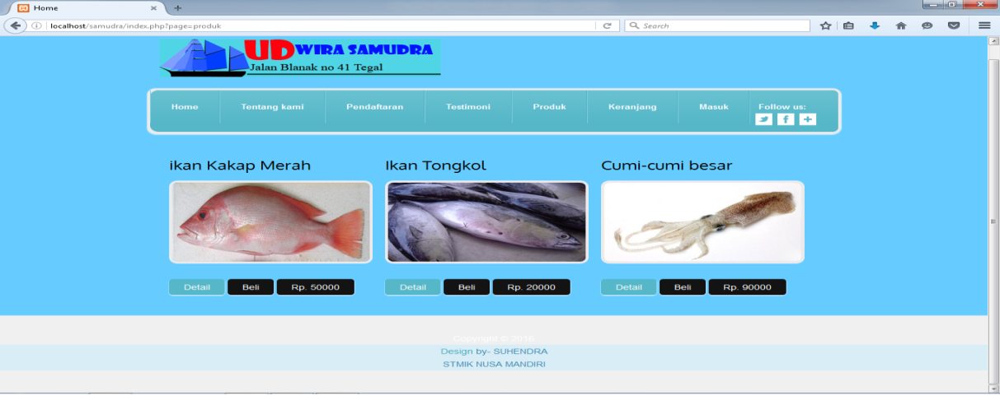 Home
localhost/samudra/index.php?page=produk
Search
UD WIRA SAMUDRA
Jalan Blanak no 41 Tegal
Home Tentang kami Pendaftaran Testimoni Produk Keranjang Masuk Follow us:
ikan Kakap Merah Ikan Tongkol Cumi-cumi besar
Detail Beli Rp. 50000 Detail Beli Rp. 20000 Detail Beli Rp. 90000
Copyright © 2016
Design by- SUHENDRA
STMIK NUSA MANDIRI